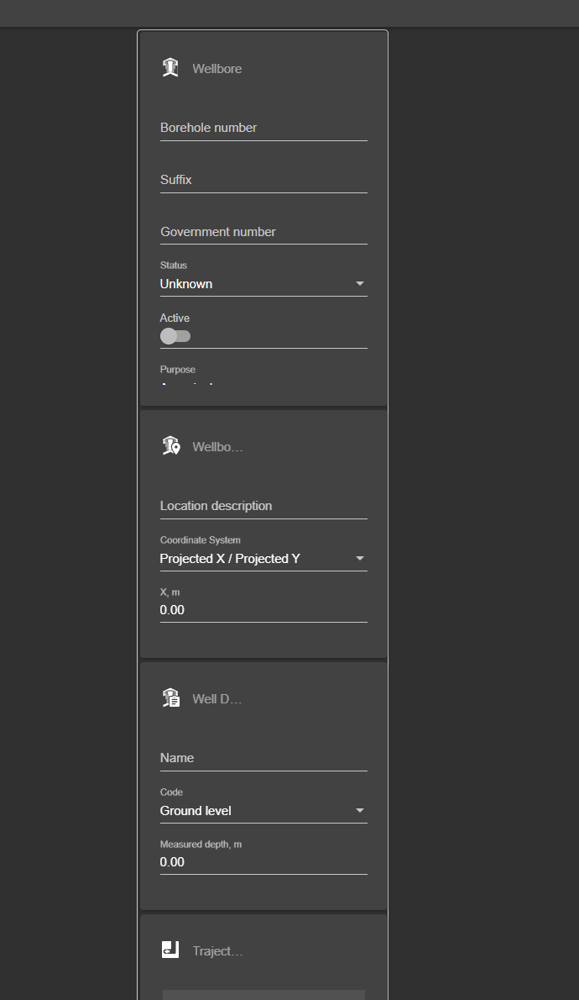 Wellbore
Borehole number
Suffix
Government number
Status
Unknown
Active
Purpose
Wellbo...
Location description
Coordinate System
Projected X / Projected Y
X, m
0.00
Well D...
Name
Code
Ground level
Measured depth, m
0.00
Traject...